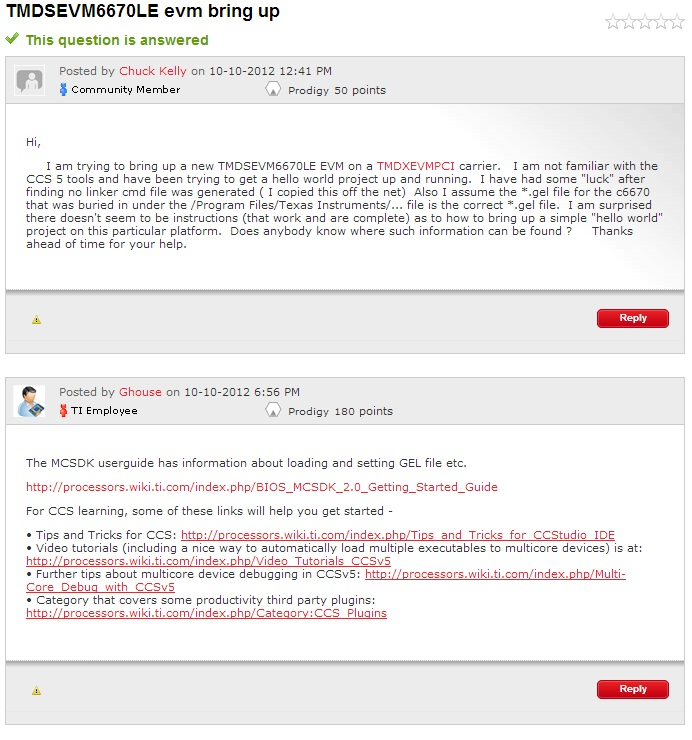 TMDSEVM6670LE evm bring up
This question is answered
Posted by Chuck Kelly on 10-10-2012 12:41 PM
Community Member
Prodigy 50 points
Hi,
I am trying to bring up a new TMDSEVM6670LE EVM on a TMDXEVMPCI carrier. I am not familiar with the
CCS 5 tools and have been trying to get a hello world project up and running. I have had some "luck" after
finding no linker cmd file was generated ( I copied this off the net) Also I assume the *.gel file for the c6670
that was buried in under the /Program Files/Texas Instruments/... file is the correct *.gel file. I am surprised
there doesn't seem to be instructions (that work and are complete) as to how to bring up a simple "hello world"
project on this particular platform. Does anybody know where such information can be found ? Thanks
ahead of time for your help.
Reply
Posted by Ghouse on 10-10-2012 6:56 PM
TI Employee
Prodigy 180 points
The MCSDK userguide has information about loading and setting GEL file etc.
http://processors.wiki.ti.com/index.php/BIOS_MCSDK_2.0_Getting_Started_Guide
For CCS learning, some of these links will help you get started -
• Tips and Tricks for CCS: http://processors.wiki.ti.com/index.php/Tips_and_Tricks_for_CCStudio_IDE
• Video tutorials (including a nice way to automatically load multiple executables to multicore devices) is at:
http://processors.wiki.ti.com/index.php/Video_Tutorials_CCSv5
• Further tips about multicore device debugging in CCSv5: http://processors.wiki.ti.com/index.php/Multi-
Core_Debug_with_CCSv5
• Category that covers some productivity third party plugins:
http://processors.wiki.ti.com/index.php/Category:CCS_Plugins
Reply